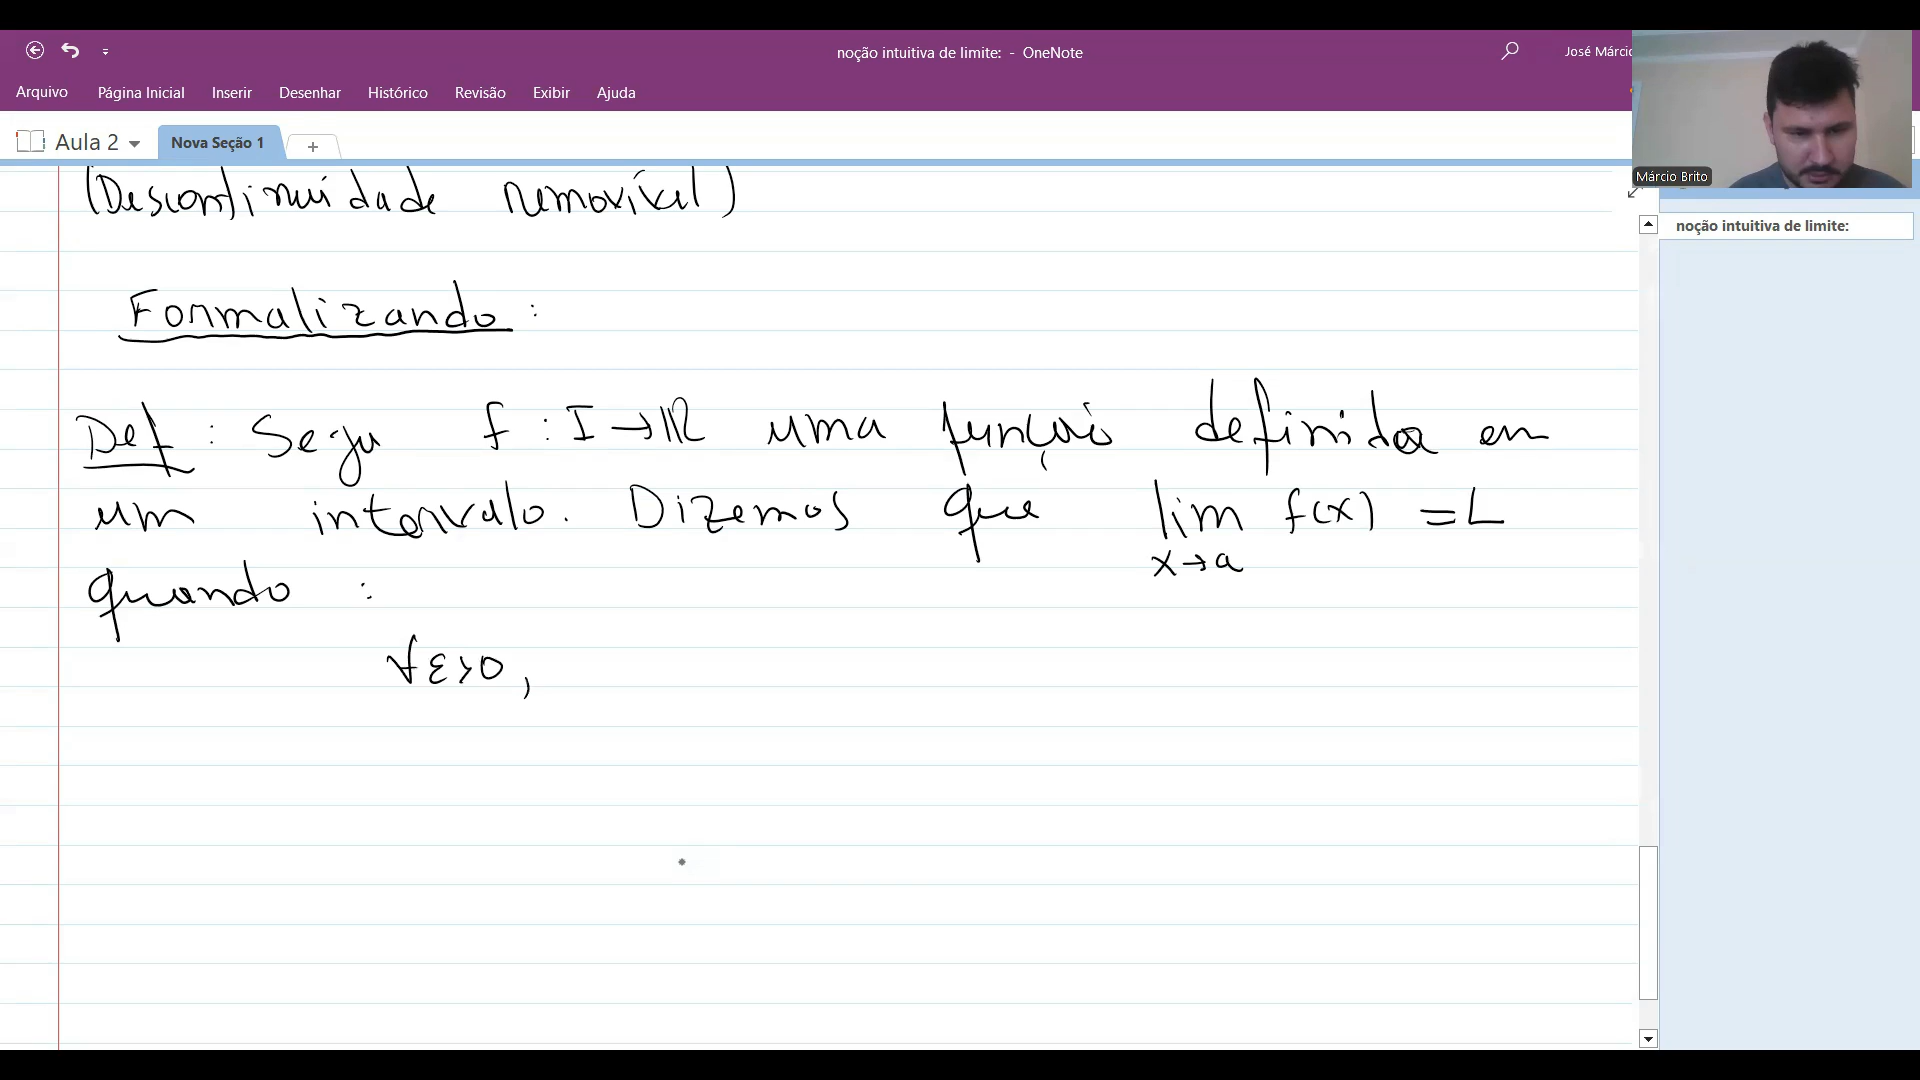 noção intuitiva de limite: - OneNote
José Márcio
Arquivo Página Inicial Inserir Desenhar Histórico Revisão Exibir Ajuda
Aula 2 Nova Seção 1 +
Márcio Brito
noção intuitiva de limite:
(Descontinuidade removível)
Formalizando:
Def: Seja f: I→ℝ uma função definida em
um intervalo. Dizemos que lim f(x) = L
x→a
quando :
∀ε>0,